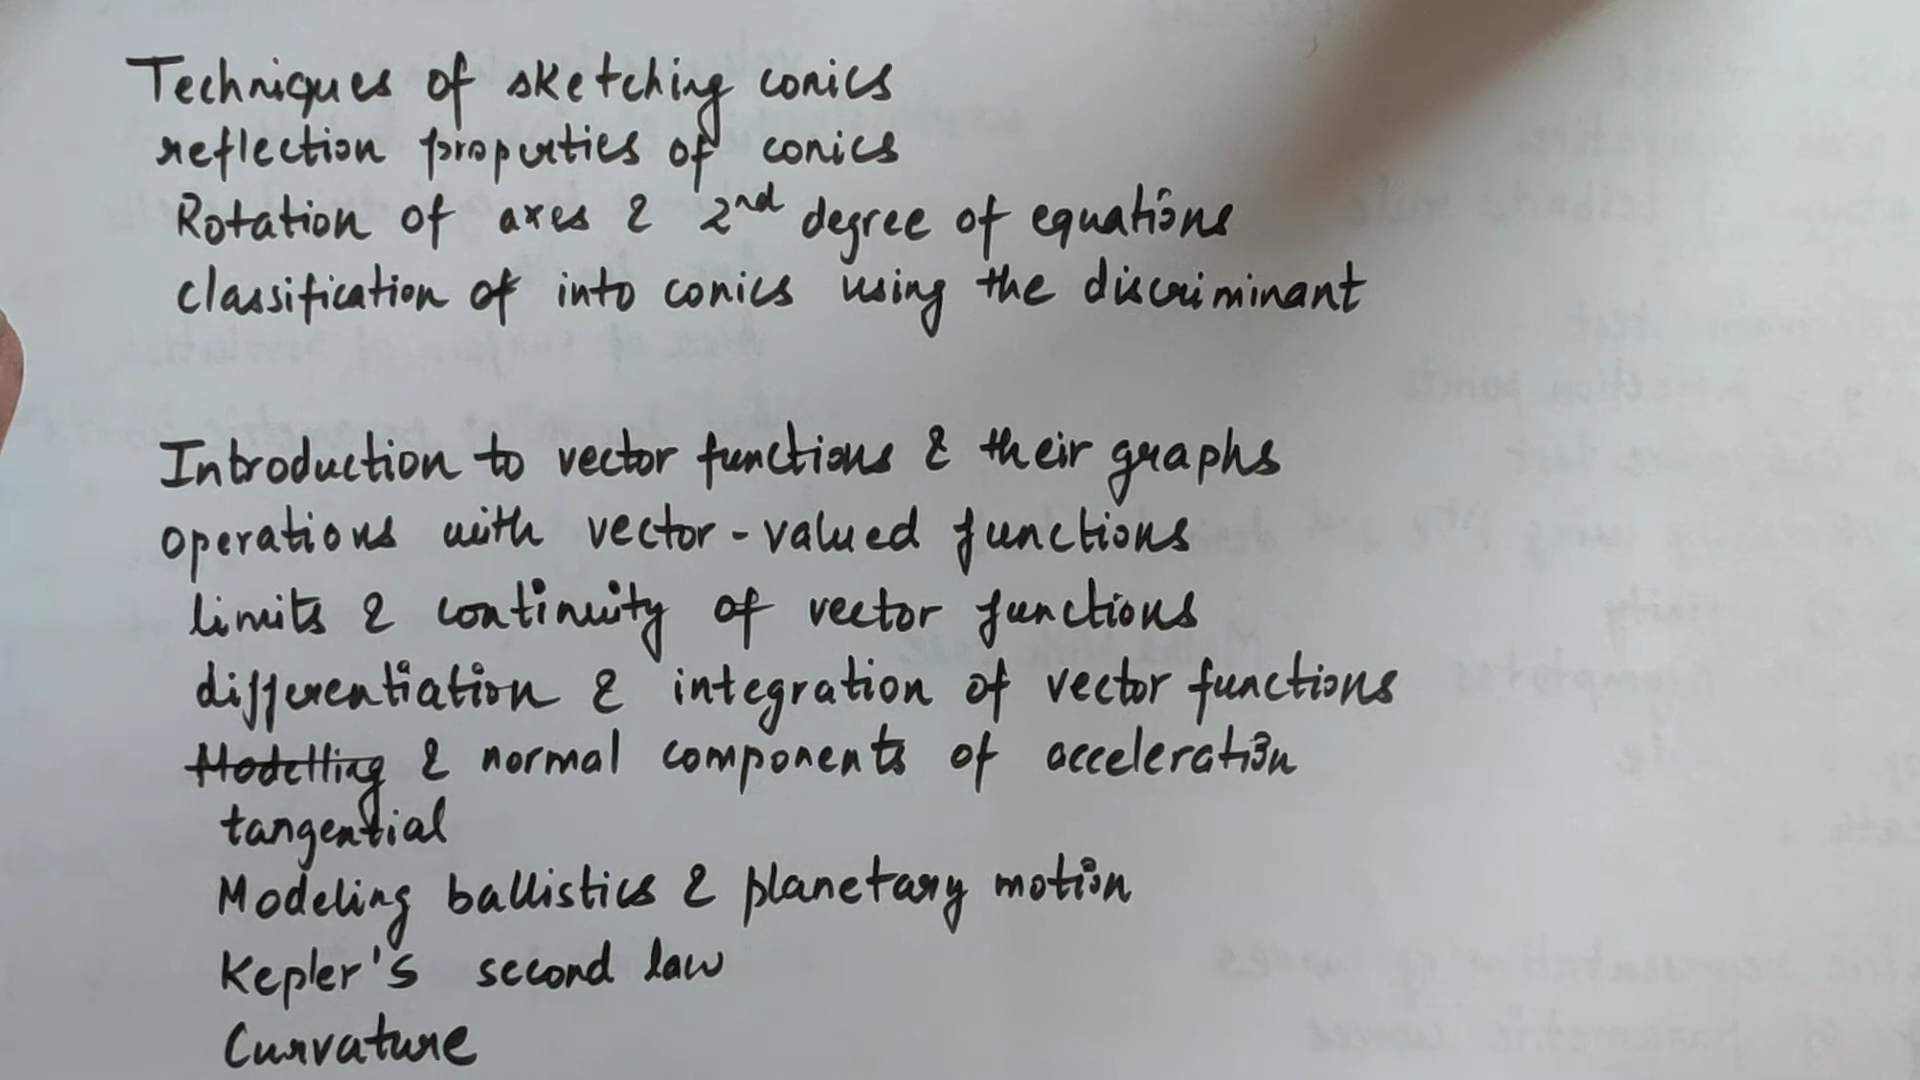 Techniques of sketching conics
reflection properties of conics
Rotation of axes & 2nd degree of equations
classification of into conics using the discriminant
Introduction to vector functions & their graphs
operations with vector-valued functions
limits & continuity of vector functions
differentiation & integration of vector functions
Modelling & normal components of acceleration
tangential
Modeling ballistics & planetary motion
Kepler's second law
Curvature